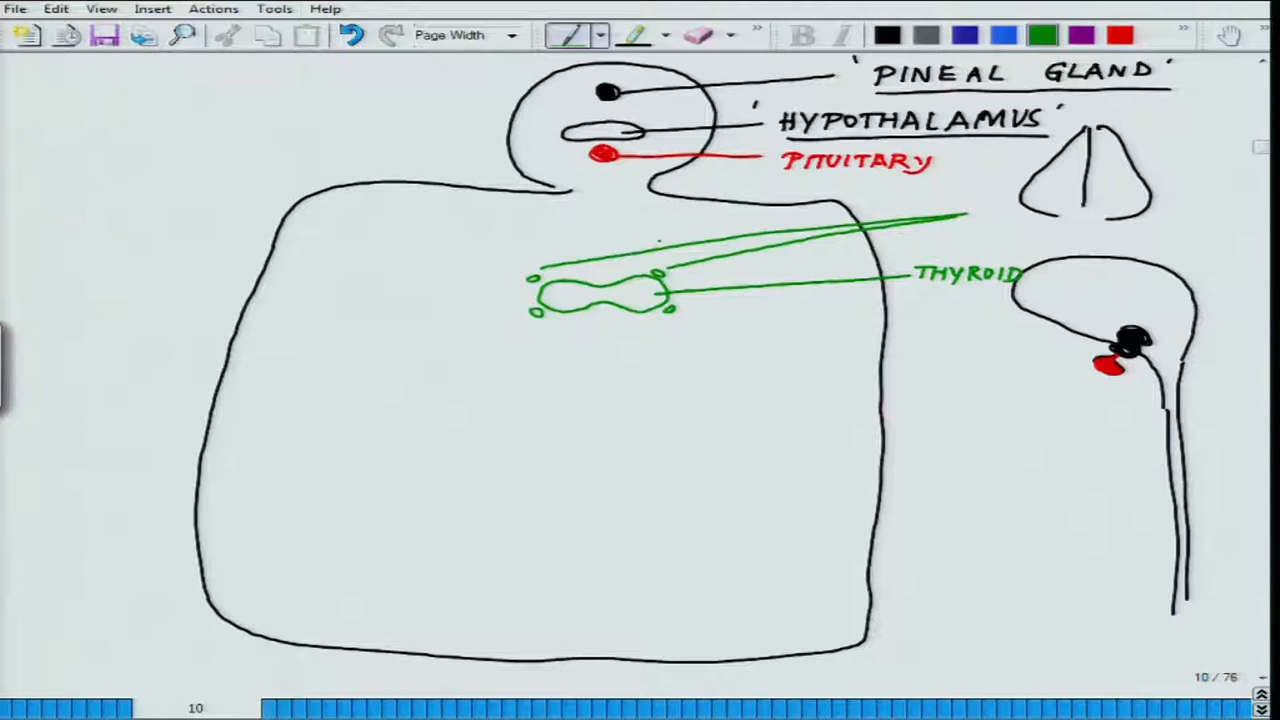 File Edit View Insert Actions Tools Help
Page Width
'PINEAL GLAND'
'HYPOTHALAMUS'
PITUITARY
THYROID
10 / 76
10